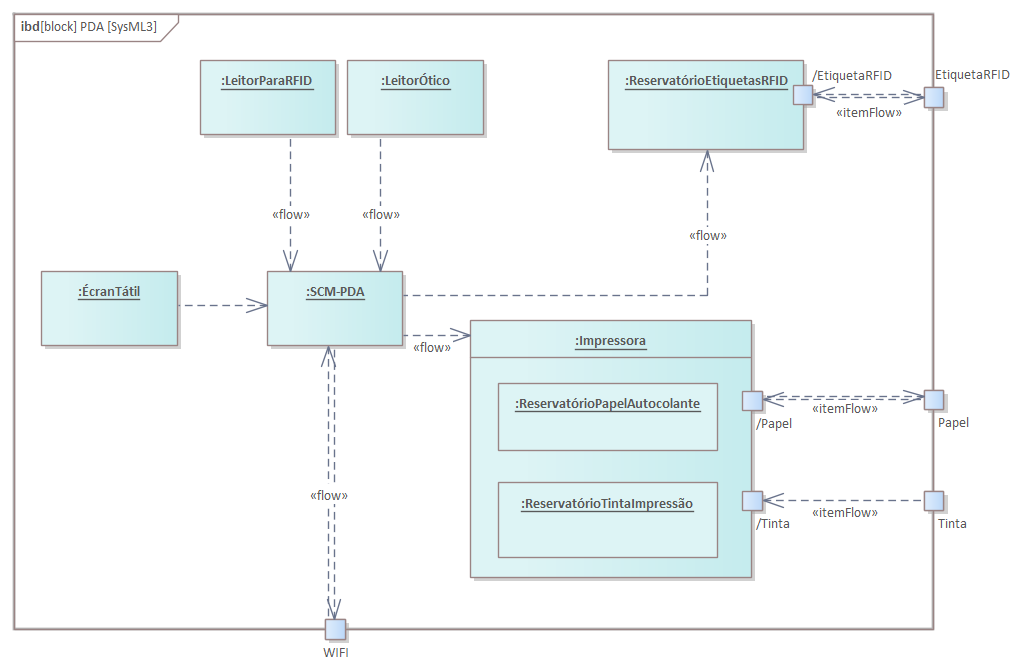 ibd[block] PDA [SysML3]
:LeitorParaRFID
:LeitorÓtico
:ReservatórioEtiquetasRFID
/EtiquetaRFID
EtiquetaRFID
«itemFlow»
«flow»
«flow»
«flow»
:ÉcranTátil
:SCM-PDA
«flow»
:Impressora
:ReservatórioPapelAutocolante
/Papel
«itemFlow»
Papel
:ReservatórioTintaImpressão
/Tinta
«itemFlow»
Tinta
«flow»
WIFI